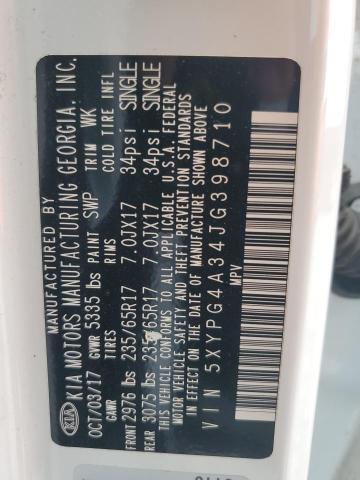 MANUFACTURED BY
KIA KIA MOTORS MANUFACTURING GEORGIA, INC.
OCT/03/17 GVWR 5335 lbs PAINT SWP TRIM WK
GAWR TIRES RIMS COLD TIRE INFL
FRONT 2976 lbs 235/65R17 7.0JX17 34psi SINGLE
REAR 3075 lbs 235/65R17 7.0JX17 34psi SINGLE
THIS VEHICLE CONFORMS TO ALL APPLICABLE U.S.A. FEDERAL
MOTOR VEHICLE SAFETY AND THEFT PREVENTION STANDARDS
IN EFFECT ON THE DATE OF MANUFACTURE SHOWN ABOVE
VIN 5XYPG4A34JG398710
MPV